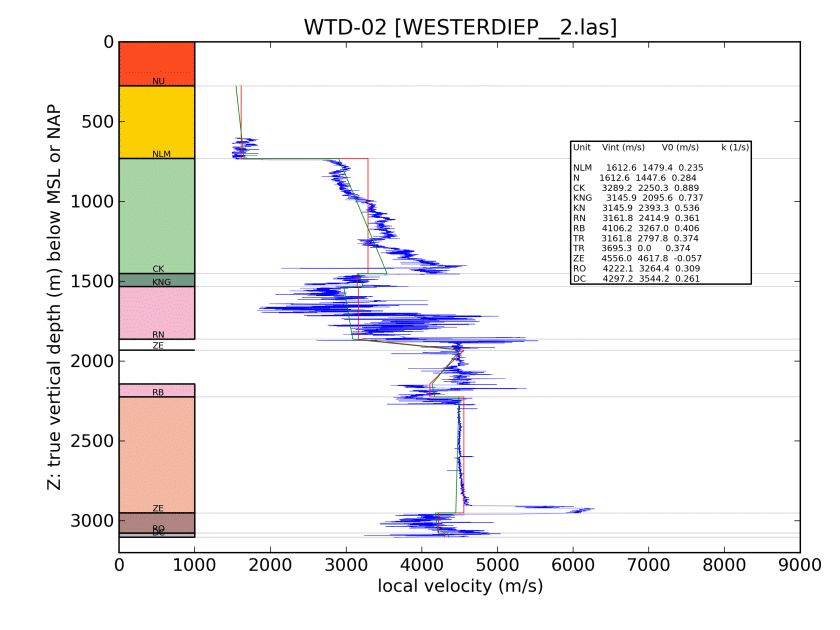 WTD-02 [WESTERDIEP__2.las]
Z: true vertical depth (m) below MSL or NAP
0
500
1000
1500
2000
2500
3000
NU
NLM
CK
KNG
RN
ZE
RB
ZE
RO
DC
Unit Vint (m/s) V0 (m/s) k (1/s)
NLM 1612.6 1479.4 0.235
N 1612.6 1447.6 0.284
CK 3289.2 2250.3 0.889
KNG 3145.9 2095.6 0.737
KN 3145.9 2393.3 0.536
RN 3161.8 2414.9 0.361
RB 4106.2 3267.0 0.406
TR 3161.8 2797.8 0.374
TR 3695.3 0.0 0.374
ZE 4556.0 4617.8 -0.057
RO 4222.1 3264.4 0.309
DC 4297.2 3544.2 0.261
0 1000 2000 3000 4000 5000 6000 7000 8000 9000
local velocity (m/s)